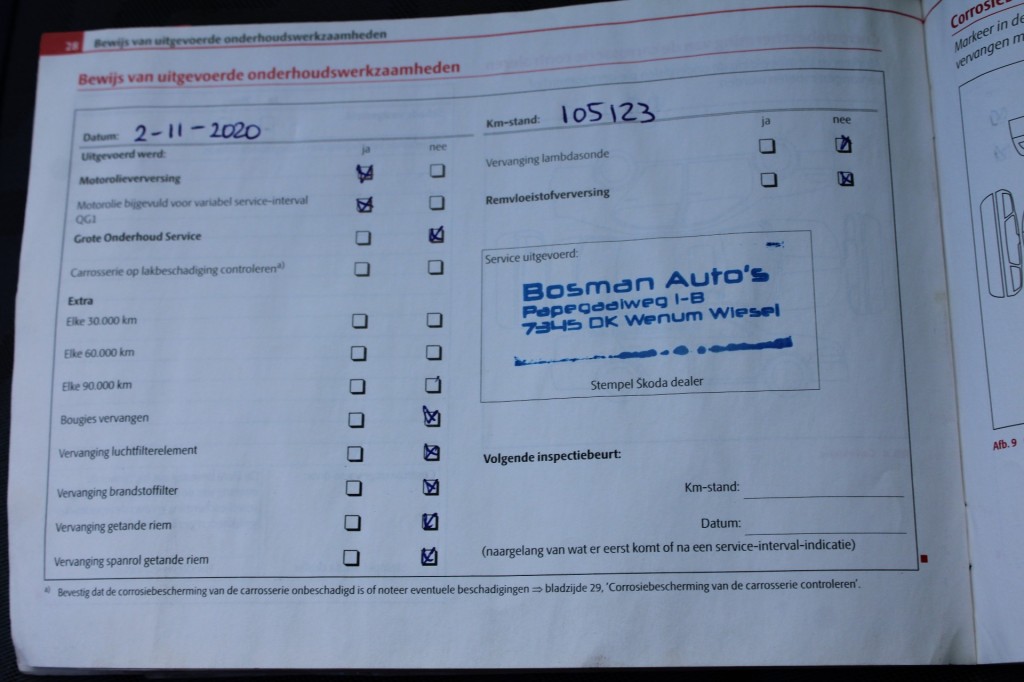 28 Bewijs van uitgevoerde onderhoudswerkzaamheden
Bewijs van uitgevoerde onderhoudswerkzaamheden
Datum: 2-11-2020
Uitgevoerd werd: ja nee
Motorolieverversing
Motorolie bijgevuld voor variabel service-interval
QG1
Grote Onderhoud Service
Carrosserie op lakbeschadiging controleren a)
Extra
Elke 30.000 km
Elke 60.000 km
Elke 90.000 km
Bougies vervangen
Vervanging luchtfilterelement
Vervanging brandstoffilter
Vervanging getande riem
Vervanging spanrol getande riem
Km-stand: 105123
ja nee
Vervanging lambdasonde
Remvloeistofverversing
Service uitgevoerd:
Bosman Auto's
Papegaaiweg 1-B
7345 DK Wenum Wiesel
Stempel Škoda dealer
Volgende inspectiebeurt:
Km-stand:
Datum:
(naargelang van wat er eerst komt of na een service-interval-indicatie)
a) Bevestig dat de corrosiebescherming van de carrosserie onbeschadigd is of noteer eventuele beschadigingen ⇒ bladzijde 29, 'Corrosiebescherming van de carrosserie controleren'.
Markeer in de
vervangen
Afb. 9